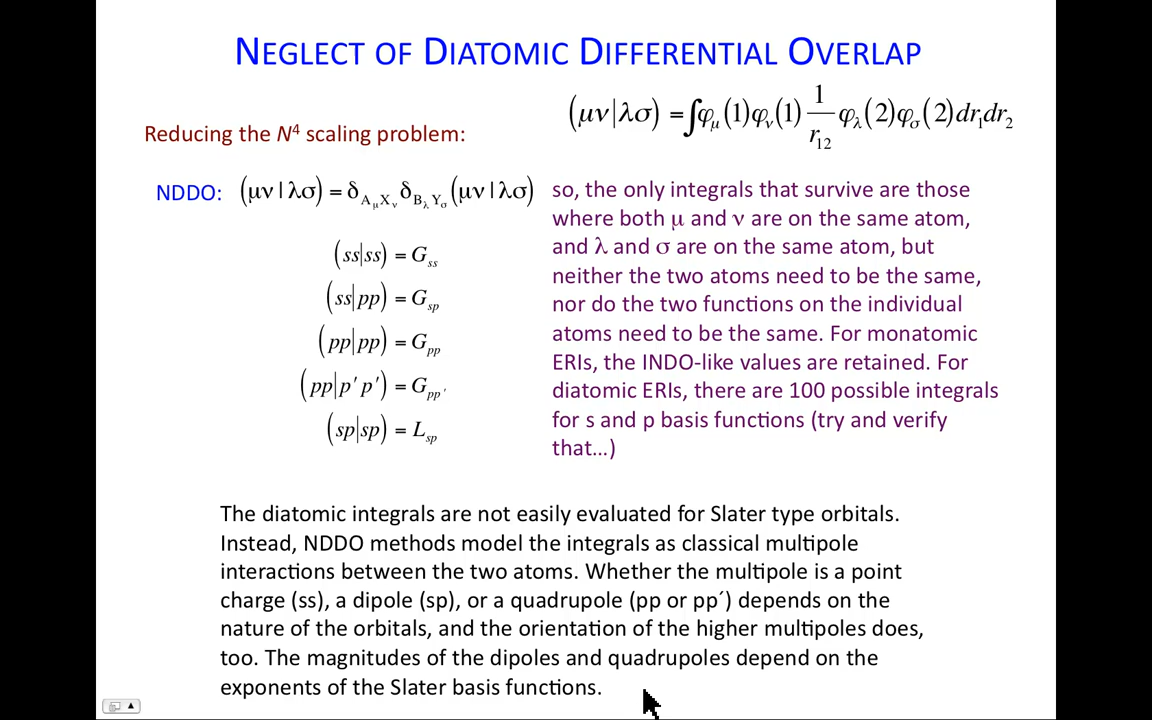 NEGLECT OF DIATOMIC DIFFERENTIAL OVERLAP
(μν|λσ) = ∫φμ(1)φν(1) 1/r12 φλ(2)φσ(2)dr1dr2
Reducing the N⁴ scaling problem:
NDDO: (μν|λσ) = δAμXν δBλYσ (μν|λσ)
(ss|ss) = Gss
(ss|pp) = Gsp
(pp|pp) = Gpp
(pp|p′p′) = Gpp′
(sp|sp) = Lsp
so, the only integrals that survive are those
where both μ and ν are on the same atom,
and λ and σ are on the same atom, but
neither the two atoms need to be the same,
nor do the two functions on the individual
atoms need to be the same. For monatomic
ERIs, the INDO-like values are retained. For
diatomic ERIs, there are 100 possible integrals
for s and p basis functions (try and verify
that…)
The diatomic integrals are not easily evaluated for Slater type orbitals.
Instead, NDDO methods model the integrals as classical multipole
interactions between the two atoms. Whether the multipole is a point
charge (ss), a dipole (sp), or a quadrupole (pp or pp´) depends on the
nature of the orbitals, and the orientation of the higher multipoles does,
too. The magnitudes of the dipoles and quadrupoles depend on the
exponents of the Slater basis functions.